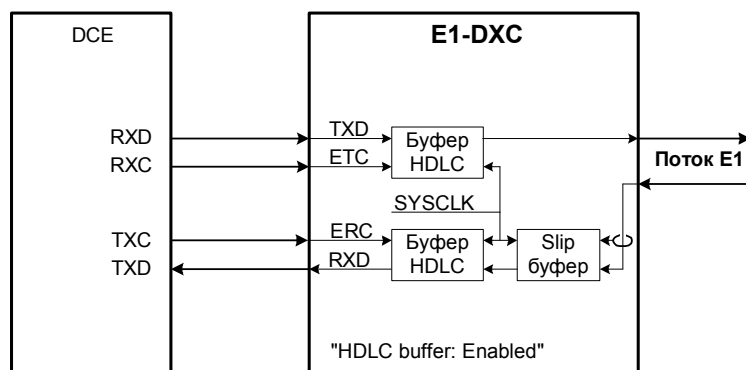 DCE
E1-DXC
RXD
TXD
Буфер
HDLC
RXC
ETC
Поток E1
SYSCLK
TXC
ERC
Буфер
HDLC
Slip
буфер
TXD
RXD
"HDLC buffer: Enabled"